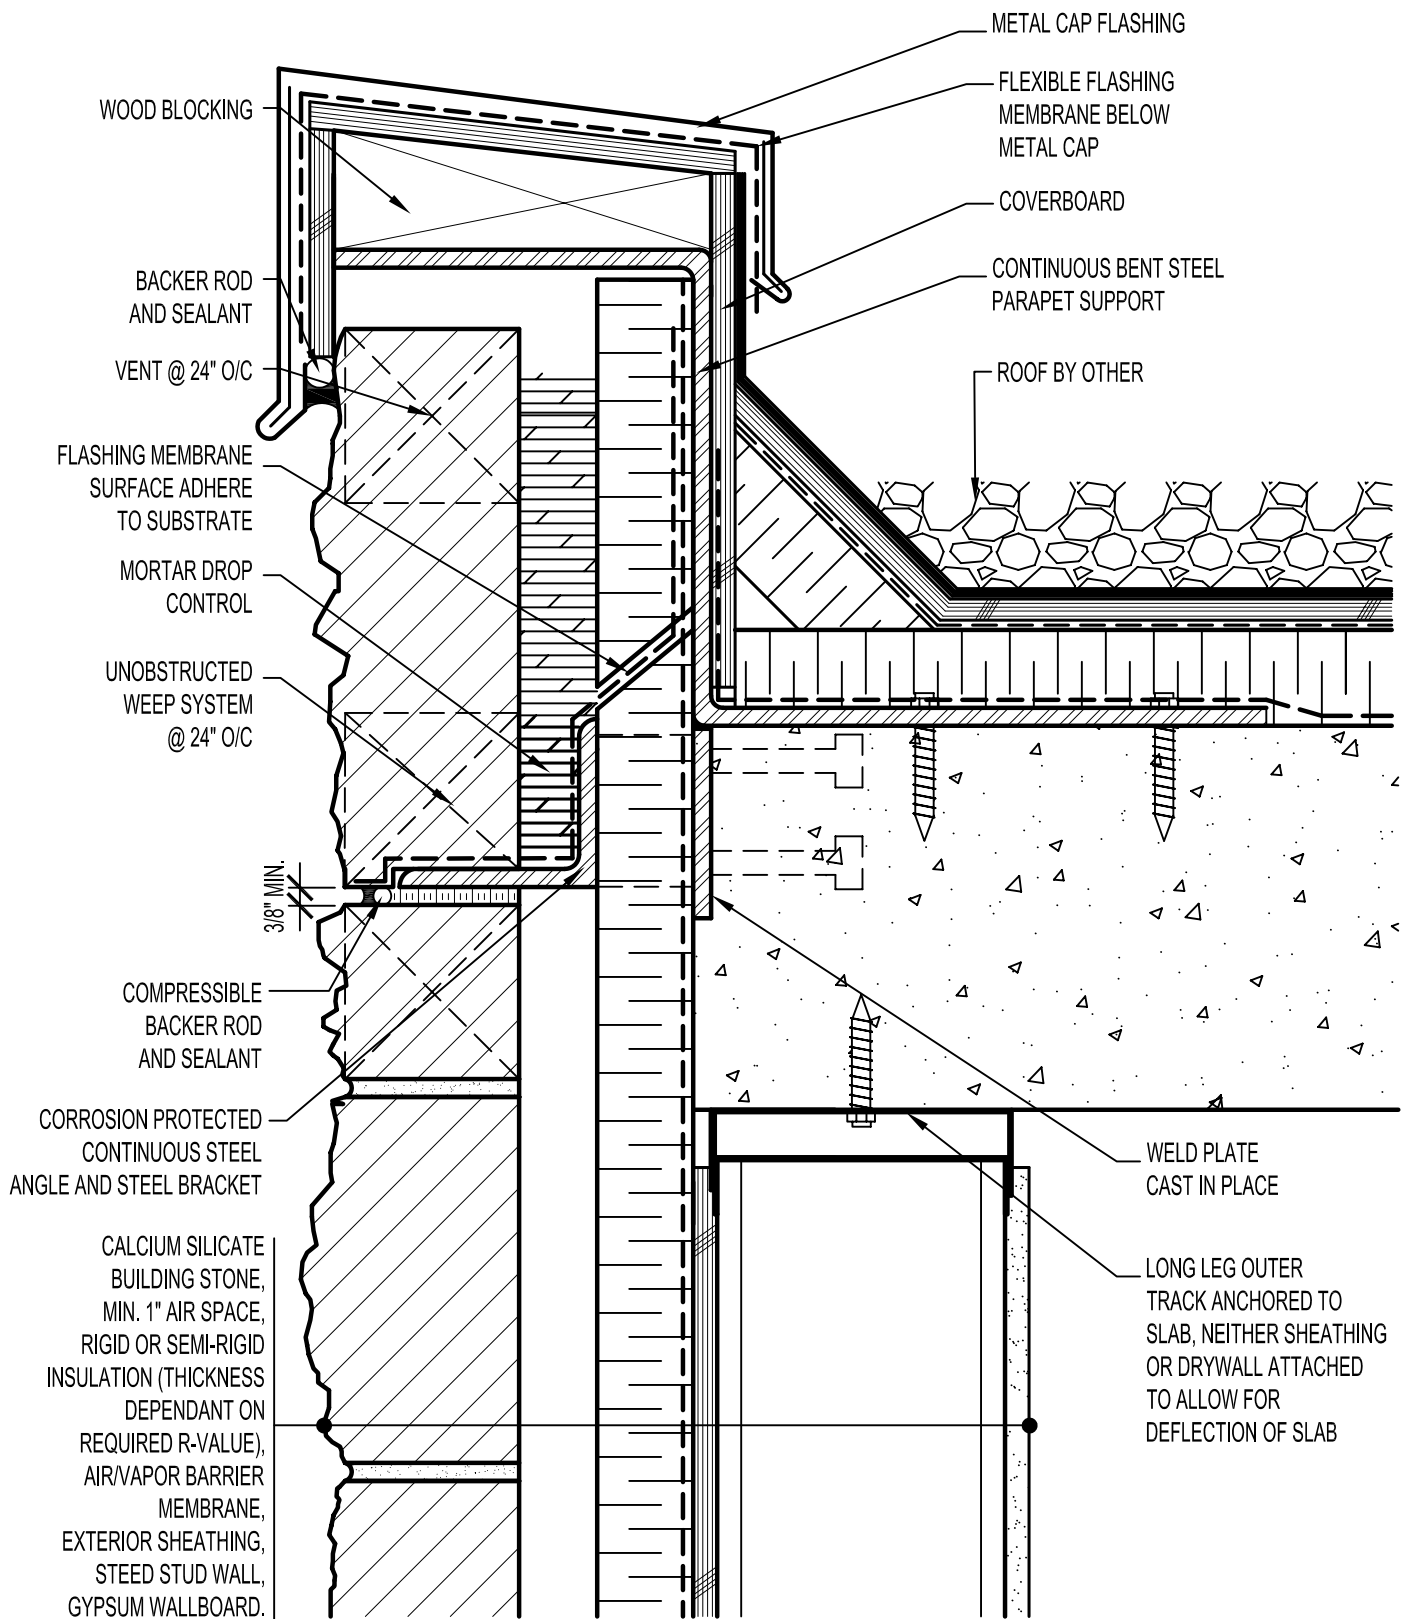 METAL CAP FLASHING
FLEXIBLE FLASHING
MEMBRANE BELOW
METAL CAP
COVERBOARD
CONTINUOUS BENT STEEL
PARAPET SUPPORT
ROOF BY OTHER
WOOD BLOCKING
BACKER ROD
AND SEALANT
VENT @ 24" O/C
FLASHING MEMBRANE
SURFACE ADHERE
TO SUBSTRATE
MORTAR DROP
CONTROL
UNOBSTRUCTED
WEEP SYSTEM
@ 24" O/C
3/8" MIN.
COMPRESSIBLE
BACKER ROD
AND SEALANT
CORROSION PROTECTED
CONTINUOUS STEEL
ANGLE AND STEEL BRACKET
CALCIUM SILICATE
BUILDING STONE,
MIN. 1" AIR SPACE,
RIGID OR SEMI-RIGID
INSULATION (THICKNESS
DEPENDANT ON
REQUIRED R-VALUE),
AIR/VAPOR BARRIER
MEMBRANE,
EXTERIOR SHEATHING,
STEED STUD WALL,
GYPSUM WALLBOARD.
WELD PLATE
CAST IN PLACE
LONG LEG OUTER
TRACK ANCHORED TO
SLAB, NEITHER SHEATHING
OR DRYWALL ATTACHED
TO ALLOW FOR
DEFLECTION OF SLAB